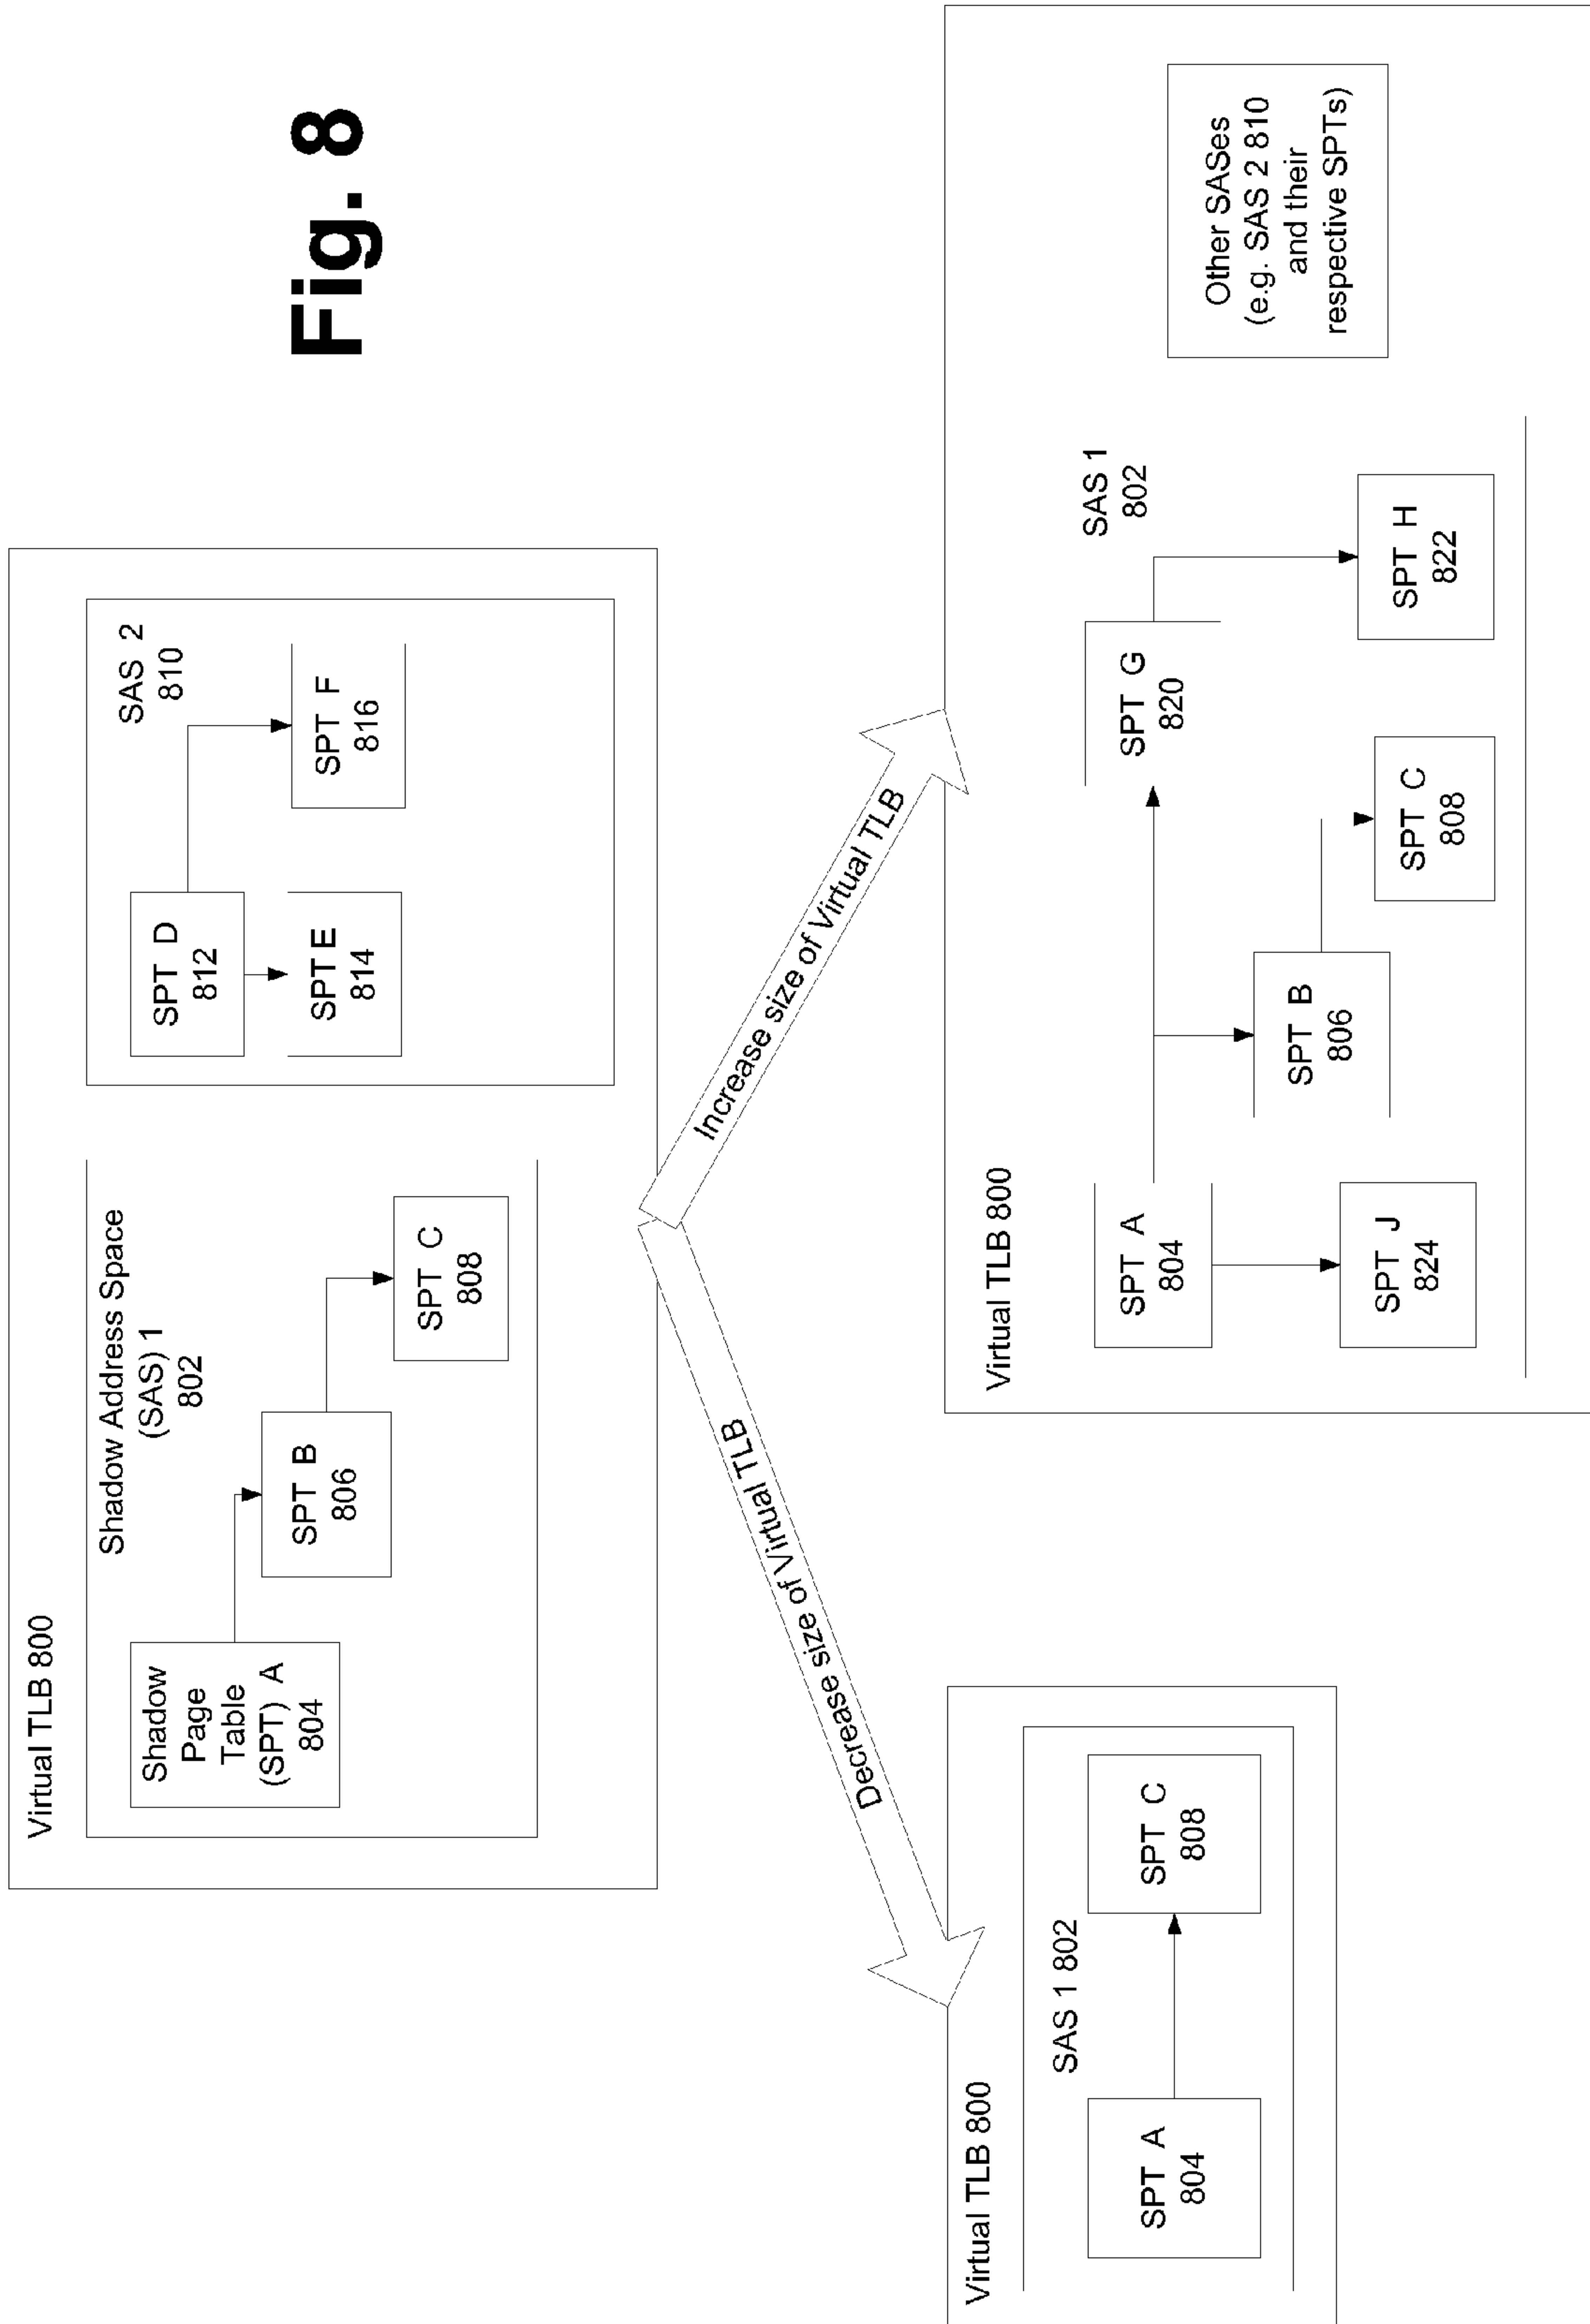 Virtual TLB 800
Shadow Address Space
(SAS) 1
802
Shadow
Page
Table
(SPT) A
804
SPT B
806
SPT C
808
SAS 2
810
SPT D
812
SPT E
814
SPT F
816
Fig. 8
Decrease size of Virtual TLB
Increase size of Virtual TLB
Virtual TLB 800
SAS 1 802
SPT A
804
SPT C
808
Virtual TLB 800
SAS 1
802
SPT A
804
SPT G
820
SPT B
806
SPT J
824
SPT C
808
SPT H
822
Other SASes
(e.g. SAS 2 810
and their
respective SPTs)